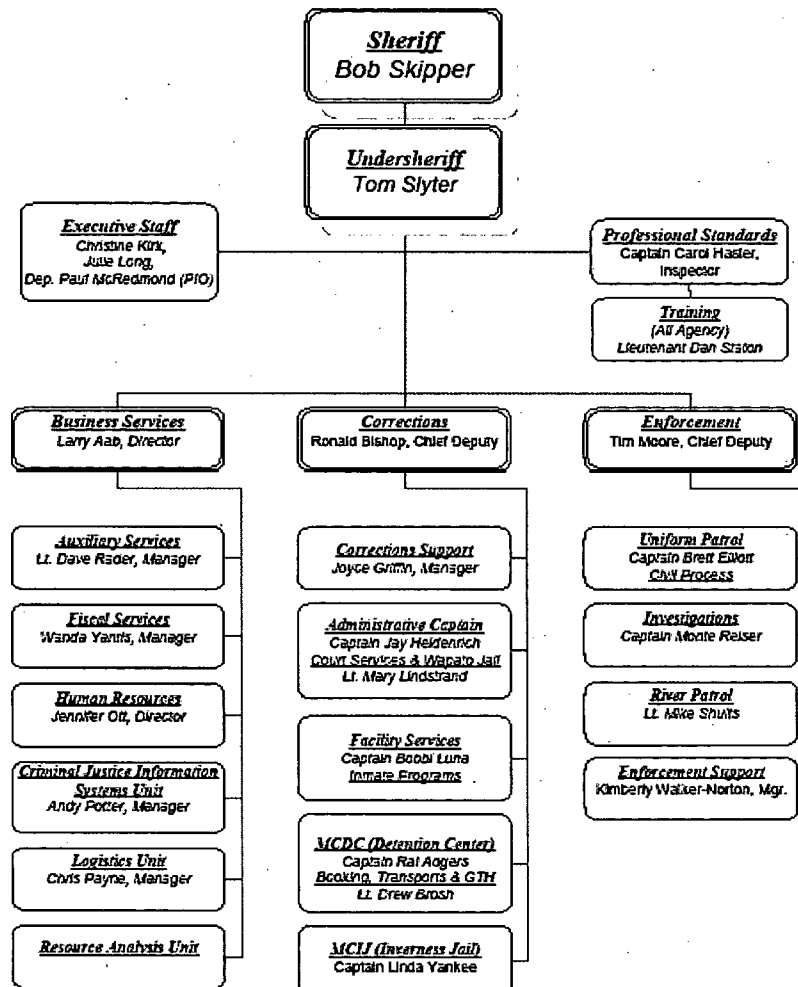 Sheriff
Bob Skipper
Undersheriff
Tom Slyter
Executive Staff
Christine Kirk,
Julie Long,
Dep. Paul McRedmond (PIO)
Professional Standards
Captain Carol Hasler,
Inspector
Training
(All Agency)
Lieutenant Dan Staton
Business Services
Larry Aab, Director
Corrections
Ronald Bishop, Chief Deputy
Enforcement
Tim Moore, Chief Deputy
Auxiliary Services
Lt. Dave Rader, Manager
Fiscal Services
Wanda Yantis, Manager
Human Resources
Jennifer Ott, Director
Criminal Justice Information
Systems Unit
Andy Potter, Manager
Logistics Unit
Chris Payne, Manager
Resource Analysis Unit
Corrections Support
Joyce Griffin, Manager
Administrative Captain
Captain Jay Heidenrich
Court Services & Wapato Jail
Lt. Mary Lindstrand
Facility Services
Captain Bobbi Luna
Inmate Programs
MCDC (Detention Center)
Captain Rai Adgers
Booking, Transports & GTH
Lt. Drew Brosh
MCIJ (Inverness Jail)
Captain Linda Yankee
Uniform Patrol
Captain Brett Elliott
Civil Process
Investigations
Captain Monte Reiser
River Patrol
Lt. Mike Shults
Enforcement Support
Kimberly Walker-Norton, Mgr.